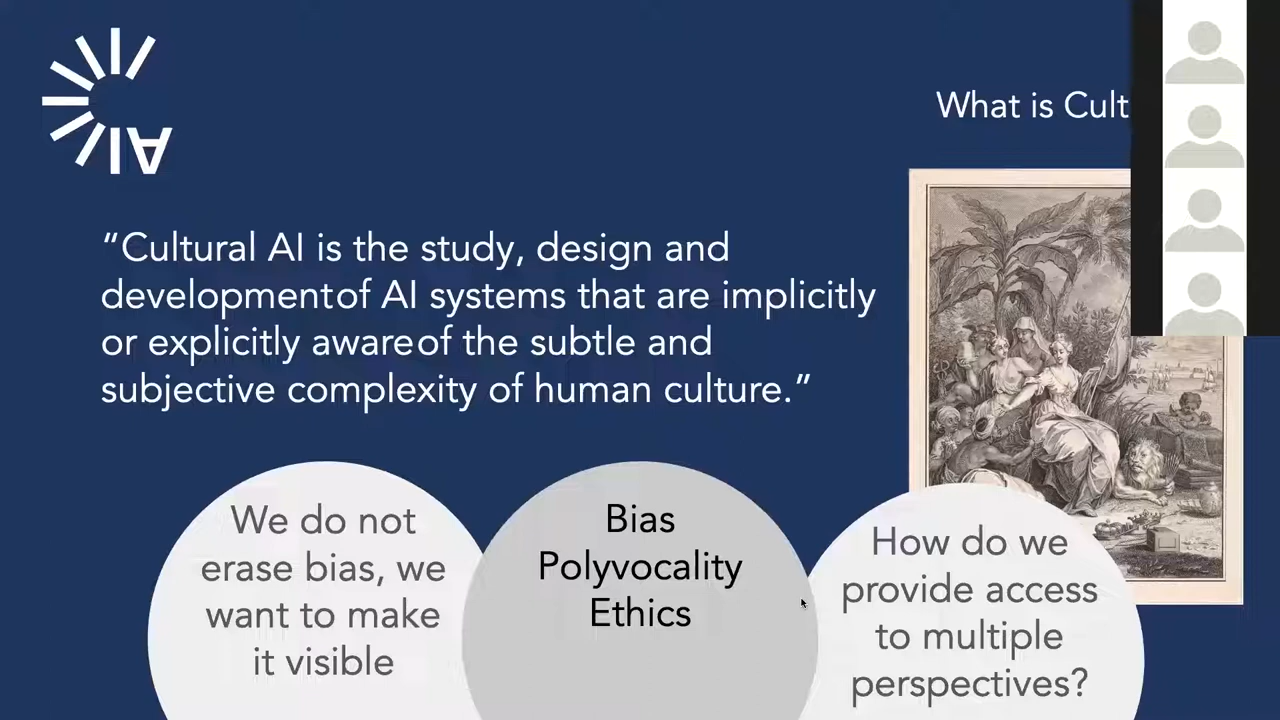 AI
What is Cult
“Cultural AI is the study, design and
developmentof AI systems that are implicitly
or explicitly awareof the subtle and
subjective complexity of human culture.”
We do not
erase bias, we
want to make
it visible
Bias
Polyvocality
Ethics
How do we
provide access
to multiple
perspectives?